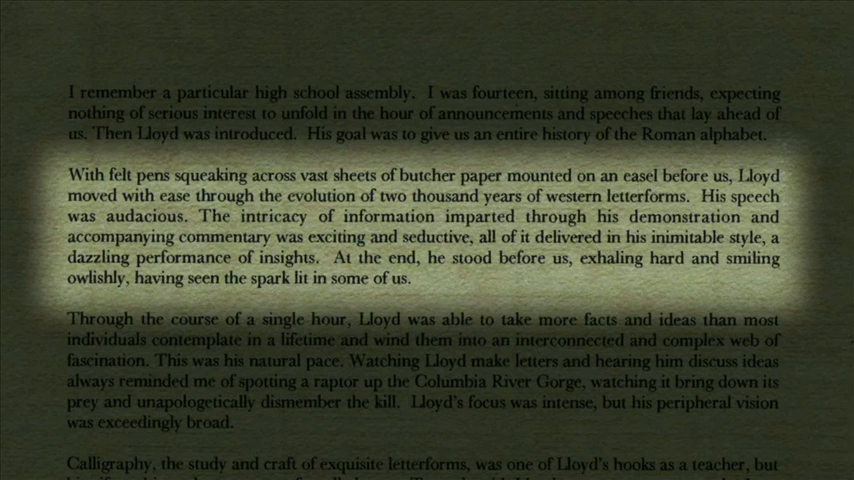 I remember a particular high school assembly.  I was fourteen, sitting among friends, expecting
nothing of serious interest to unfold in the hour of announcements and speeches that lay ahead of
us. Then Lloyd was introduced.  His goal was to give us an entire history of the Roman alphabet.
With felt pens squeaking across vast sheets of butcher paper mounted on an easel before us, Lloyd
moved with ease through the evolution of two thousand years of western letterforms.  His speech
was audacious. The intricacy of information imparted through his demonstration and
accompanying commentary was exciting and seductive, all of it delivered in his inimitable style, a
dazzling performance of insights.  At the end, he stood before us, exhaling hard and smiling
owlishly, having seen the spark lit in some of us.
Through the course of a single hour, Lloyd was able to take more facts and ideas than most
individuals contemplate in a lifetime and wind them into an interconnected and complex web of
fascination. This was his natural pace. Watching Lloyd make letters and hearing him discuss ideas
always reminded me of spotting a raptor up the Columbia River Gorge, watching it bring down its
prey and unapologetically dismember the kill.  Lloyd's focus was intense, but his peripheral vision
was exceedingly broad.
Calligraphy, the study and craft of exquisite letterforms, was one of Lloyd's hooks as a teacher, but